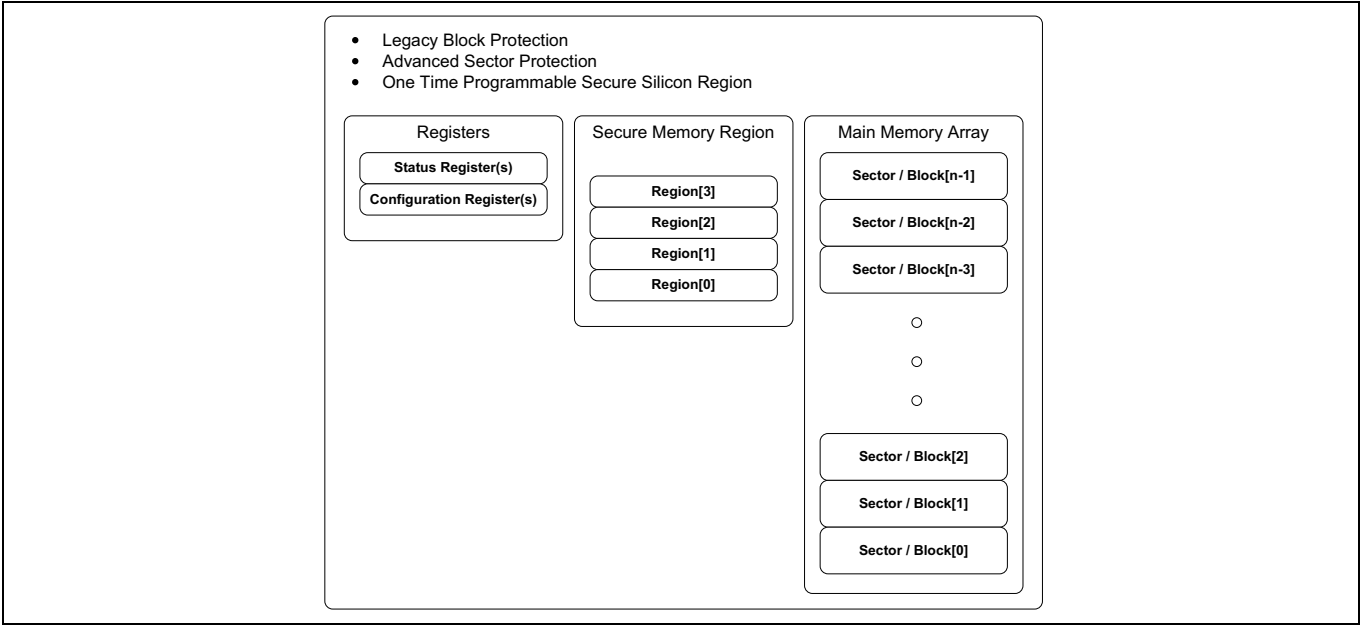 • Legacy Block Protection
• Advanced Sector Protection
• One Time Programmable Secure Silicon Region
Registers
Status Register(s)
Configuration Register(s)
Secure Memory Region
Region[3]
Region[2]
Region[1]
Region[0]
Main Memory Array
Sector / Block[n-1]
Sector / Block[n-2]
Sector / Block[n-3]
Sector / Block[2]
Sector / Block[1]
Sector / Block[0]